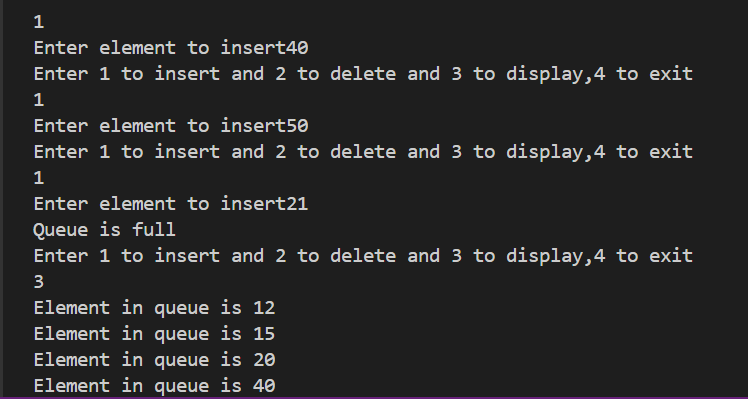 1
Enter element to insert40
Enter 1 to insert and 2 to delete and 3 to display,4 to exit
1
Enter element to insert50
Enter 1 to insert and 2 to delete and 3 to display,4 to exit
1
Enter element to insert21
Queue is full
Enter 1 to insert and 2 to delete and 3 to display,4 to exit
3
Element in queue is 12
Element in queue is 15
Element in queue is 20
Element in queue is 40